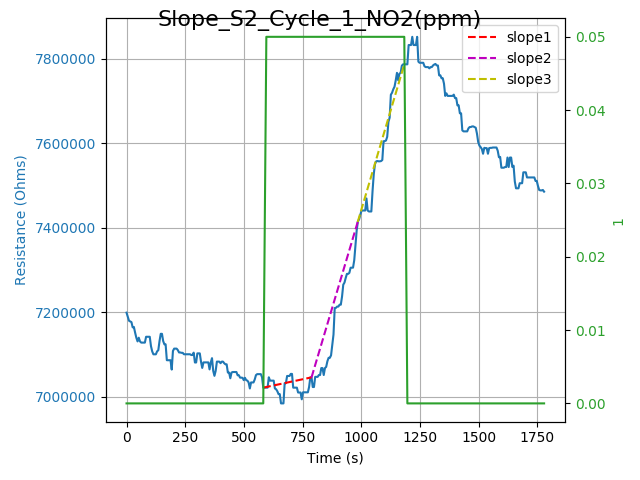 Slope_S2_Cycle_1_NO2(ppm)
slope1
slope2
slope3
7800000
7600000
7400000
7200000
7000000
Resistance (Ohms)
0.05
0.04
0.03
0.02
0.01
0.00
1
0 250 500 750 1000 1250 1500 1750
Time (s)